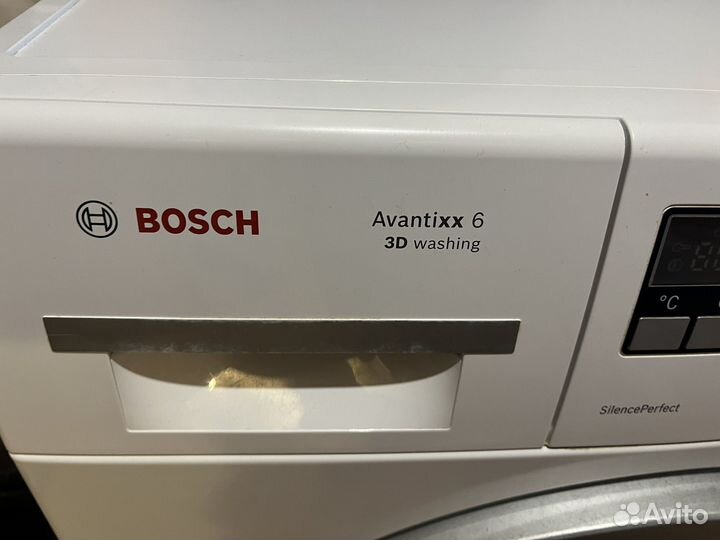 BOSCH
Avantixx 6
3D washing
°C
SilencePerfect
Avito